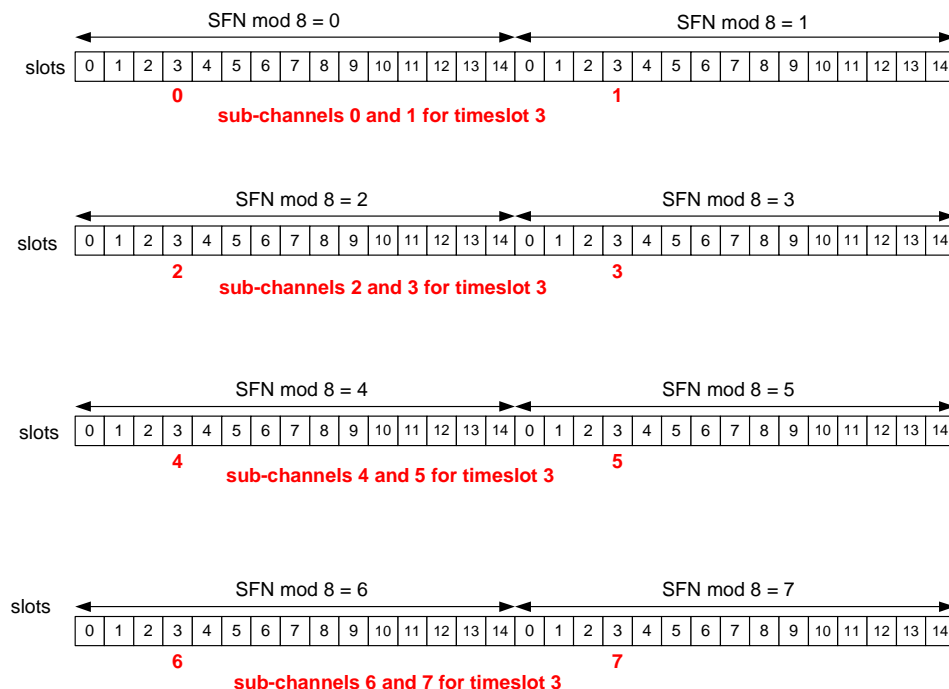 SFN mod 8 = 0 SFN mod 8 = 1
slots 0 1 2 3 4 5 6 7 8 9 10 11 12 13 14 0 1 2 3 4 5 6 7 8 9 10 11 12 13 14
0 1
sub-channels 0 and 1 for timeslot 3
SFN mod 8 = 2 SFN mod 8 = 3
slots 0 1 2 3 4 5 6 7 8 9 10 11 12 13 14 0 1 2 3 4 5 6 7 8 9 10 11 12 13 14
2 3
sub-channels 2 and 3 for timeslot 3
SFN mod 8 = 4 SFN mod 8 = 5
slots 0 1 2 3 4 5 6 7 8 9 10 11 12 13 14 0 1 2 3 4 5 6 7 8 9 10 11 12 13 14
4 5
sub-channels 4 and 5 for timeslot 3
SFN mod 8 = 6 SFN mod 8 = 7
slots
0 1 2 3 4 5 6 7 8 9 10 11 12 13 14 0 1 2 3 4 5 6 7 8 9 10 11 12 13 14
6 7
sub-channels 6 and 7 for timeslot 3